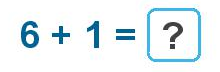 6 + 1 = ?